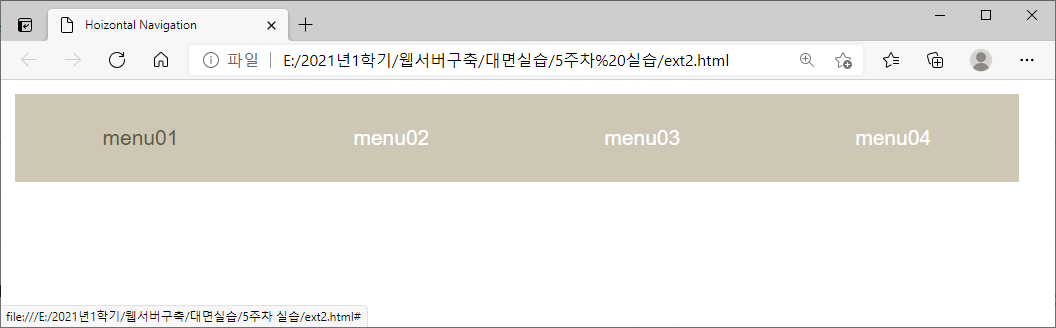 Hoizontal Navigation
파일 E:/2021년1학기/웹서버구축/대면실습/5주차%20실습/ext2.html
menu01 menu02 menu03 menu04
file:///E:/2021년1학기/웹서버구축/대면실습/5주차 실습/ext2.html#